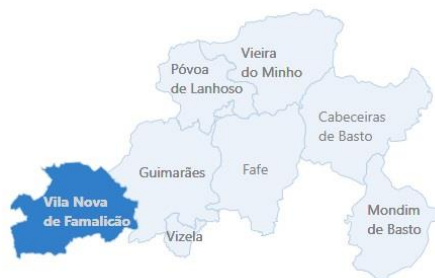 Vieira
do Minho
Póvoa
de Lanhoso
Cabeceiras
de Basto
Guimarães
Fafe
Vila Nova
de Famalicão
Vizela
Mondim
de Basto